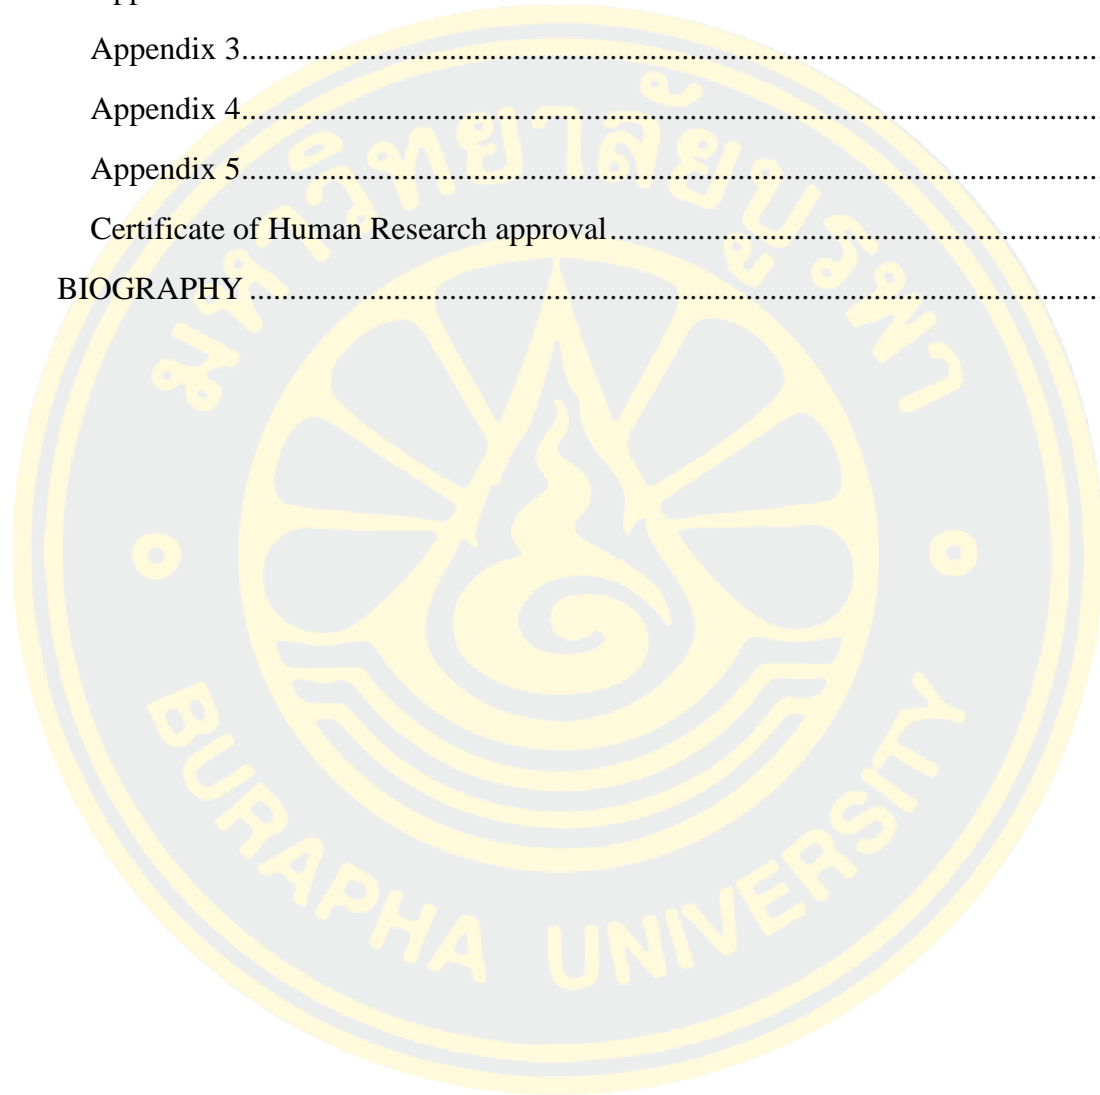 Appendix 3
Appendix 4
Appendix 5
Certificate of Human Research approval
BIOGRAPHY
มหาวิทยาลัยบูรพา
BURAPHA UNIVERSITY